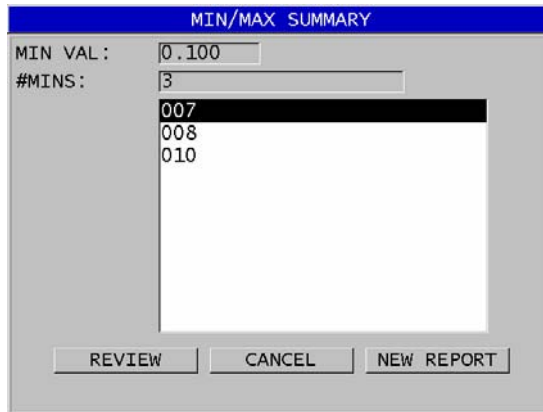 MIN/MAX SUMMARY
MIN VAL: 0.100
#MINS: 3
007
008
010
REVIEW CANCEL NEW REPORT